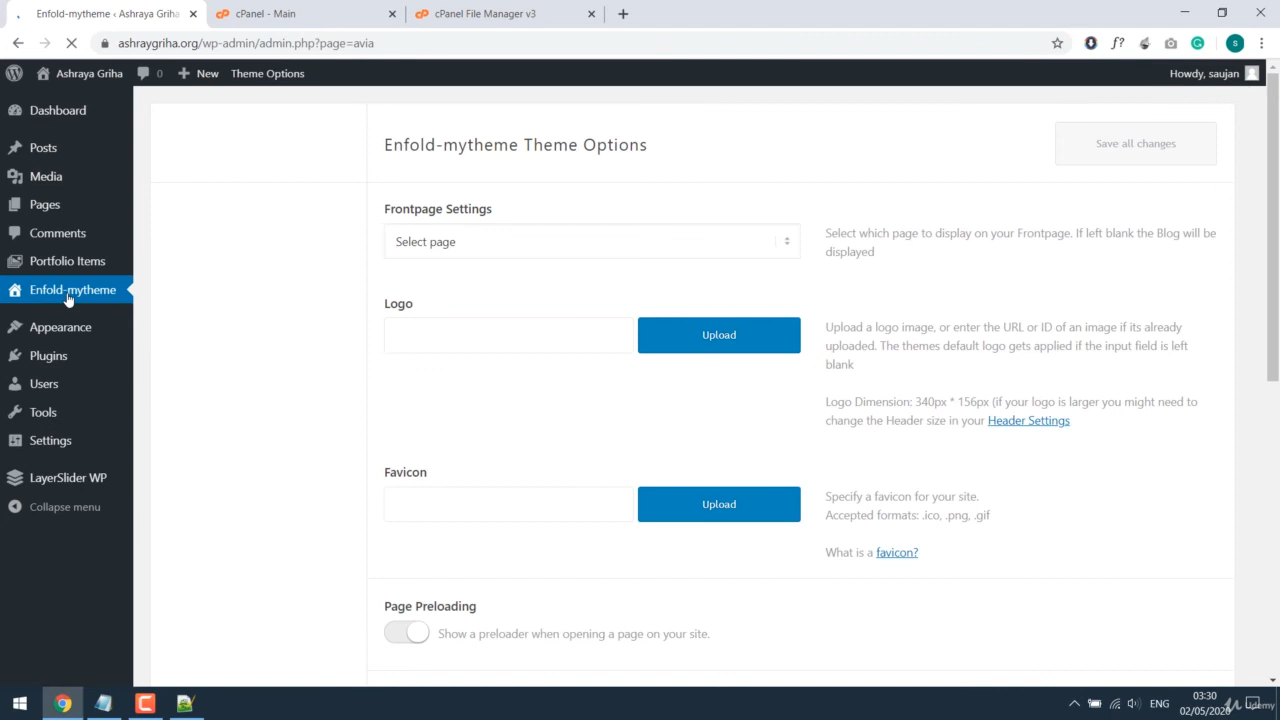 Enfold-mytheme ‹ Ashraya Griha
cPanel - Main
cPanel File Manager v3
ashraygriha.org/wp-admin/admin.php?page=avia
f?
S
Ashraya Griha
0
New
Theme Options
Howdy, saujan
Dashboard
Posts
Media
Pages
Comments
Portfolio Items
Enfold-mytheme
Appearance
Plugins
Users
Tools
Settings
LayerSlider WP
Collapse menu
Enfold-mytheme Theme Options
Save all changes
Frontpage Settings
Select page
Select which page to display on your Frontpage. If left blank the Blog will be
displayed
Logo
Upload
Upload a logo image, or enter the URL or ID of an image if its already
uploaded. The themes default logo gets applied if the input field is left
blank
Logo Dimension: 340px * 156px (if your logo is larger you might need to
change the Header size in your Header Settings
Favicon
Upload
Specify a favicon for your site.
Accepted formats: .ico, .png, .gif
What is a favicon?
Page Preloading
Show a preloader when opening a page on your site.
ENG
03:30
02/05/2020
Udemy